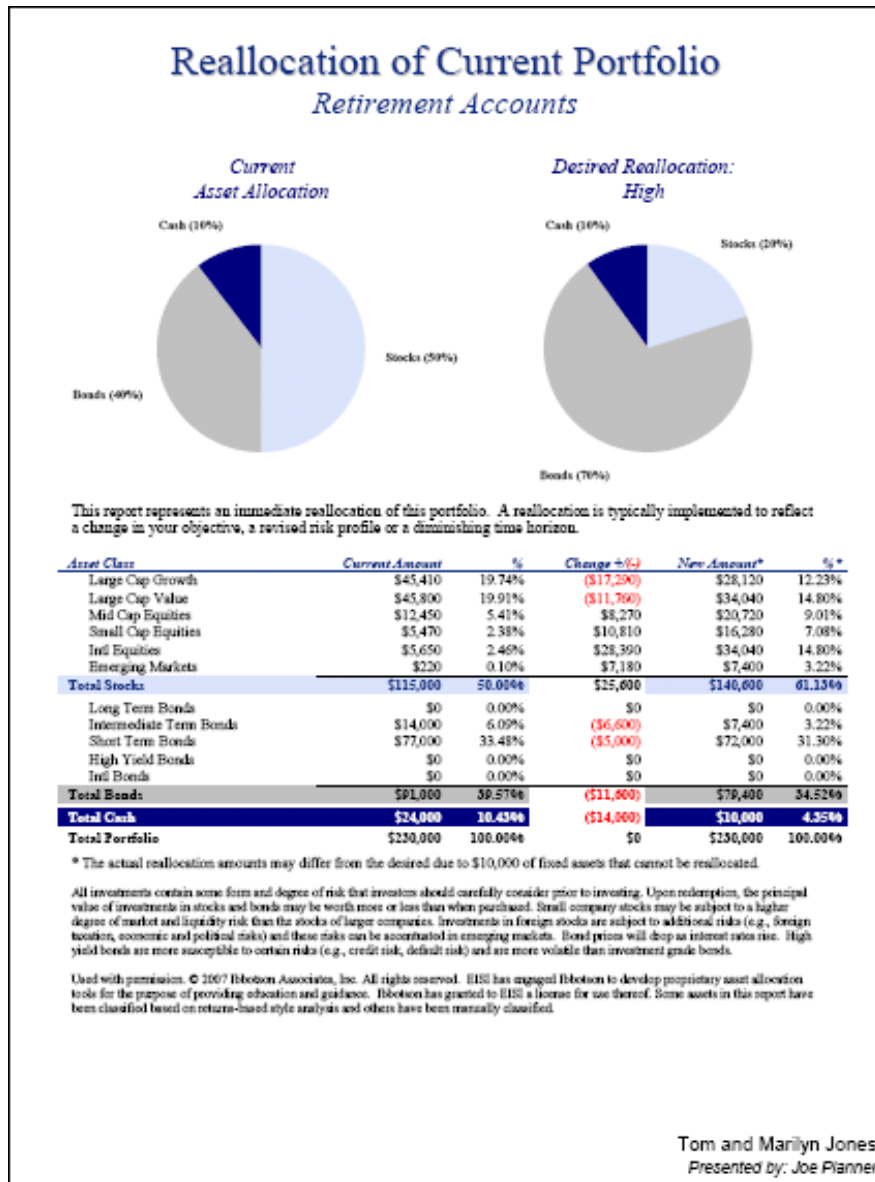 Reallocation of Current Portfolio
Retirement Accounts
Current
Asset Allocation
Desired Reallocation:
High
Cash (10%)
Stocks (50%)
Bonds (40%)
Cash (10%)
Stocks (20%)
Bonds (70%)
This report represents an immediate reallocation of this portfolio. A reallocation is typically implemented to reflect
a change in your objective, a revised risk profile or a diminishing time horizon.
Asset Class Current Amount % Change +/(-) New Amount* %*
Large Cap Growth $45,410 19.74% ($17,290) $28,120 12.23%
Large Cap Value $45,800 19.91% ($11,760) $34,040 14.80%
Mid Cap Equities $12,450 5.41% $8,270 $20,720 9.01%
Small Cap Equities $5,470 2.38% $10,810 $16,280 7.08%
Intl Equities $5,650 2.46% $28,390 $34,040 14.80%
Emerging Markets $220 0.10% $7,180 $7,400 3.22%
Total Stocks $115,000 50.00% $25,600 $140,600 61.13%
Long Term Bonds $0 0.00% $0 $0 0.00%
Intermediate Term Bonds $14,000 6.09% ($6,600) $7,400 3.22%
Short Term Bonds $77,000 33.48% ($5,000) $72,000 31.30%
High Yield Bonds $0 0.00% $0 $0 0.00%
Intl Bonds $0 0.00% $0 $0 0.00%
Total Bonds $91,000 39.57% ($11,600) $79,400 34.52%
Total Cash $24,000 10.43% ($14,000) $10,000 4.35%
Total Portfolio $230,000 100.00% $0 $230,000 100.00%
* The actual reallocation amounts may differ from the desired due to $10,000 of fixed assets that cannot be reallocated.
All investments contain some form and degree of risk that investors should carefully consider prior to investing. Upon redemption, the principal
value of investments in stocks and bonds may be worth more or less than when purchased. Small company stocks may be subject to a higher
degree of market and liquidity risk than the stocks of larger companies. Investments in foreign stocks are subject to additional risks (e.g., foreign
taxation, economic and political risks) and these risks can be accentuated in emerging markets. Bond prices will drop as interest rates rise. High
yield bonds are more susceptible to certain risks (e.g., credit risk, default risk) and are more volatile than investment grade bonds.
Used with permission. © 2007 Ibbotson Associates, Inc. All rights reserved. EISI has engaged Ibbotson to develop proprietary asset allocation
tools for the purpose of providing education and guidance. Ibbotson has granted to EISI a license for use thereof. Some assets in this report have
been classified based on returns-based style analysis and others have been manually classified.
Tom and Marilyn Jones
Presented by: Joe Planner